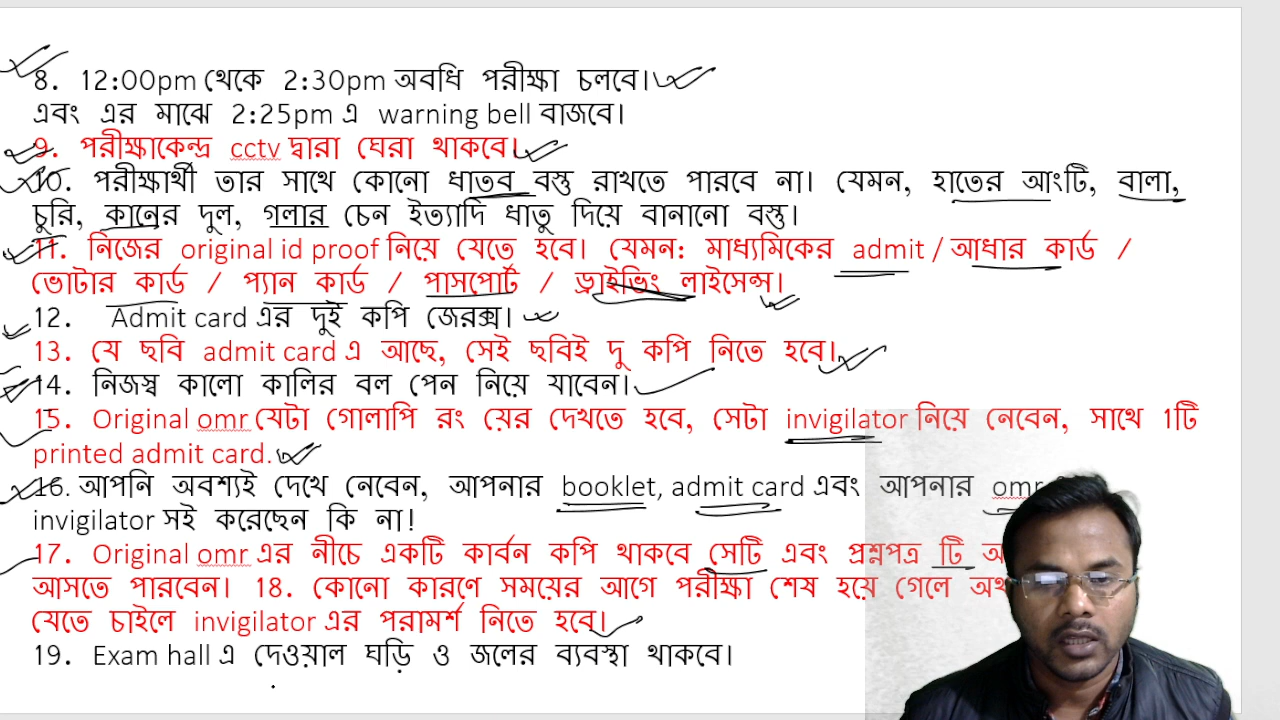 8. 12:00pm থেকে 2:30pm অবধি পরীক্ষা চলবে।
এবং এর মাঝে 2:25pm এ warning bell বাজবে।
9. পরীক্ষাকেন্দ্র cctv দ্বারা ঘেরা থাকবে।
10. পরীক্ষার্থী তার সাথে কোনো ধাতব বস্তু রাখতে পারবে না। যেমন, হাতের আংটি, বালা,
চুরি, কানের দুল, গলার চেন ইত্যাদি ধাতু দিয়ে বানানো বস্তু।
11. নিজের original id proof নিয়ে যেতে হবে। যেমন: মাধ্যমিকের admit / আধার কার্ড /
ভোটার কার্ড / প্যান কার্ড / পাসপোর্ট / ড্রাইভিং লাইসেন্স।
12. Admit card এর দুই কপি জেরক্স।
13. যে ছবি admit card এ আছে, সেই ছবিই দু কপি নিতে হবে।
14. নিজস্ব কালো কালির বল পেন নিয়ে যাবেন।
15. Original omr যেটা গোলাপি রং য়ের দেখতে হবে, সেটা invigilator নিয়ে নেবেন, সাথে 1টি
printed admit card.
16. আপনি অবশ্যই দেখে নেবেন, আপনার booklet, admit card এবং আপনার omr
invigilator সই করেছেন কি না!
17. Original omr এর নীচে একটি কার্বন কপি থাকবে সেটি এবং প্রশ্নপত্র টি
আসতে পারবেন। 18. কোনো কারণে সময়ের আগে পরীক্ষা শেষ হয়ে গেলে
যেতে চাইলে invigilator এর পরামর্শ নিতে হবে।
19. Exam hall এ দেওয়াল ঘড়ি ও জলের ব্যবস্থা থাকবে।